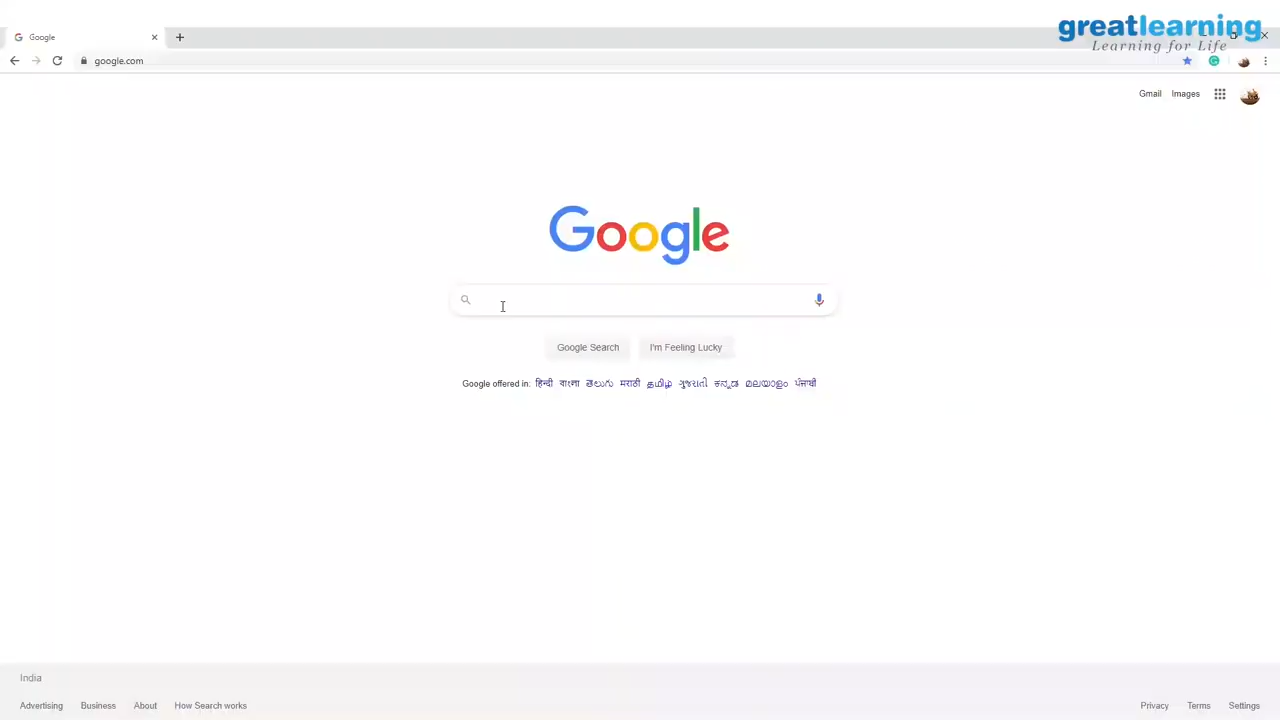 greatlearning
Learning for Life
Google
google.com
Gmail Images
Google
Google Search I'm Feeling Lucky
Google offered in: हिन्दी বাংলা తెలుగు मराठी தமிழ் ગુજરાતી ಕನ್ನಡ മലയാളം ਪੰਜਾਬੀ
India
Advertising Business About How Search works Privacy Terms Settings